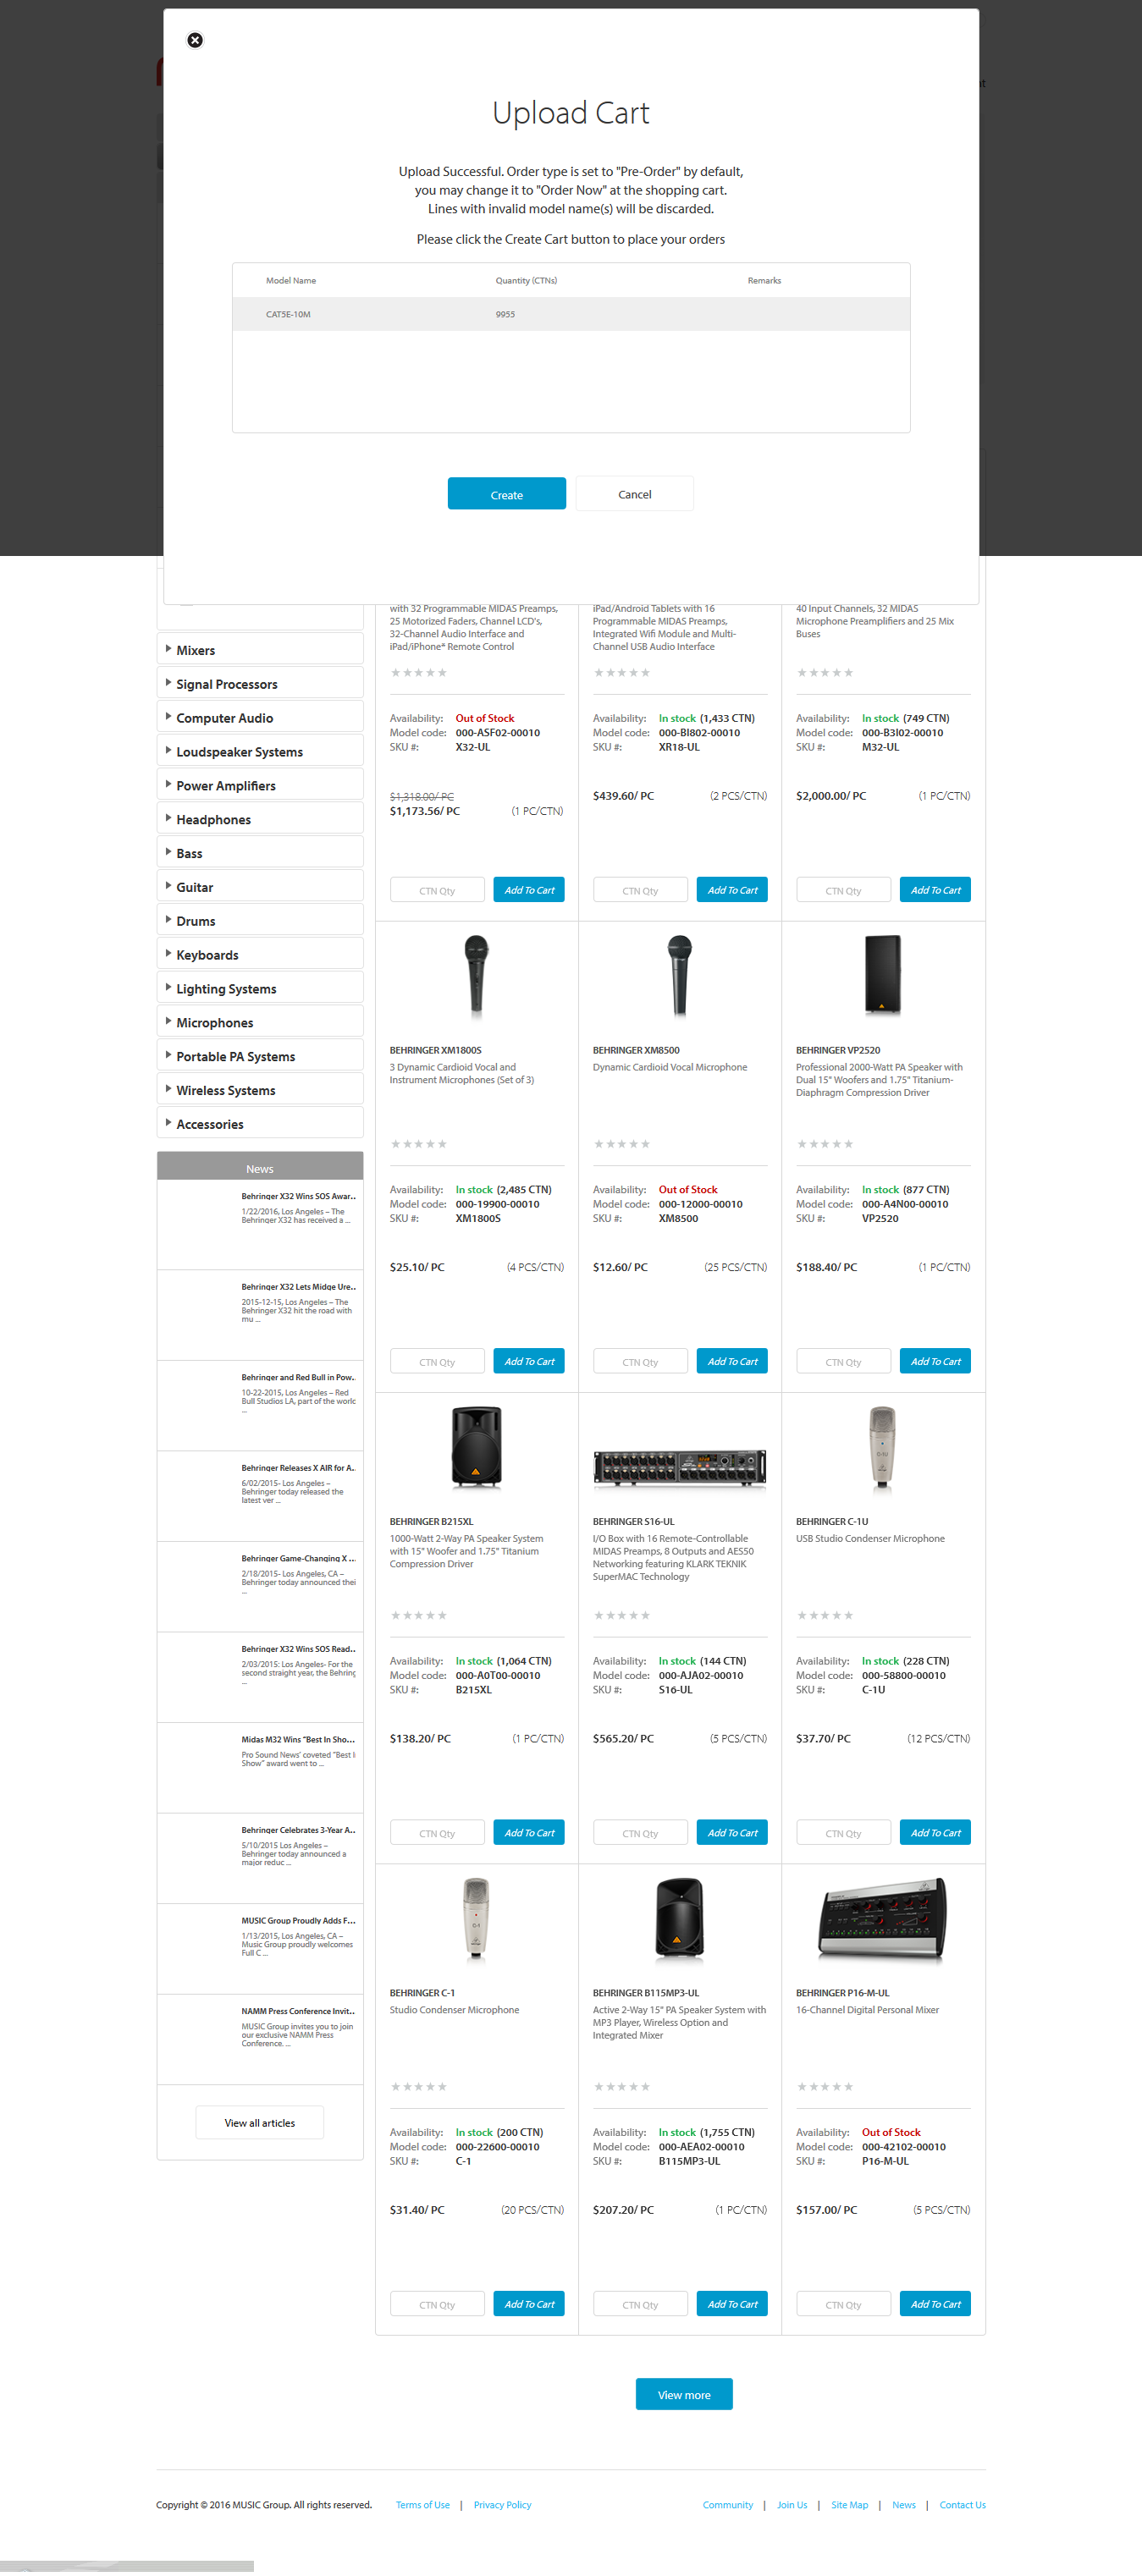 Upload Cart
Upload Successful. Order type is set to "Pre-Order" by default,
you may change it to "Order Now" at the shopping cart.
Lines with invalid model name(s) will be discarded.
Please click the Create Cart button to place your orders
Model Name Quantity (CTNs) Remarks
CAT5E-10M 9955
Create Cancel
Mixers
Signal Processors
Computer Audio
Loudspeaker Systems
Power Amplifiers
Headphones
Bass
Guitar
Drums
Keyboards
Lighting Systems
Microphones
Portable PA Systems
Wireless Systems
Accessories
News
Behringer X32 Wins SOS Awar..
1/22/2016, Los Angeles – The
Behringer X32 has received a ...
Behringer X32 Lets Midge Ure..
2015-12-15, Los Angeles – The
Behringer X32 hit the road with
mu ...
Behringer and Red Bull in Pow..
10-22-2015, Los Angeles – Red
Bull Studios LA, part of the world
...
Behringer Releases X AIR for A..
6/02/2015- Los Angeles –
Behringer today released the
latest ver ...
Behringer Game-Changing X ...
2/18/2015- Los Angeles, CA –
Behringer today announced thei
...
Behringer X32 Wins SOS Read..
2/03/2015: Los Angeles- For the
second straight year, the Behring
...
Midas M32 Wins "Best In Sho...
Pro Sound News' coveted "Best I
Show" award went to ...
Behringer Celebrates 3-Year A..
5/10/2015 Los Angeles –
Behringer today announced a
major reduc ...
MUSIC Group Proudly Adds F...
1/13/2015, Los Angeles, CA –
Music Group proudly welcomes
Full C ...
NAMM Press Conference Invit..
MUSIC Group invites you to join
our exclusive NAMM Press
Conference. ...
View all articles
with 32 Programmable MIDAS Preamps,
25 Motorized Faders, Channel LCD's,
32-Channel Audio Interface and
iPad/iPhone* Remote Control
Availability: Out of Stock
Model code: 000-ASF02-00010
SKU #: X32-UL
$1,318.00/ PC
$1,173.56/ PC (1 PC/CTN)
CTN Qty Add To Cart
iPad/Android Tablets with 16
Programmable MIDAS Preamps,
Integrated Wifi Module and Multi-
Channel USB Audio Interface
Availability: In stock (1,433 CTN)
Model code: 000-BI802-00010
SKU #: XR18-UL
$439.60/ PC (2 PCS/CTN)
CTN Qty Add To Cart
40 Input Channels, 32 MIDAS
Microphone Preamplifiers and 25 Mix
Buses
Availability: In stock (749 CTN)
Model code: 000-B3I02-00010
SKU #: M32-UL
$2,000.00/ PC (1 PC/CTN)
CTN Qty Add To Cart
BEHRINGER XM1800S
3 Dynamic Cardioid Vocal and
Instrument Microphones (Set of 3)
Availability: In stock (2,485 CTN)
Model code: 000-19900-00010
SKU #: XM1800S
$25.10/ PC (4 PCS/CTN)
CTN Qty Add To Cart
BEHRINGER XM8500
Dynamic Cardioid Vocal Microphone
Availability: Out of Stock
Model code: 000-12000-00010
SKU #: XM8500
$12.60/ PC (25 PCS/CTN)
CTN Qty Add To Cart
BEHRINGER VP2520
Professional 2000-Watt PA Speaker with
Dual 15" Woofers and 1.75" Titanium-
Diaphragm Compression Driver
Availability: In stock (877 CTN)
Model code: 000-A4N00-00010
SKU #: VP2520
$188.40/ PC (1 PC/CTN)
CTN Qty Add To Cart
BEHRINGER B215XL
1000-Watt 2-Way PA Speaker System
with 15" Woofer and 1.75" Titanium
Compression Driver
Availability: In stock (1,064 CTN)
Model code: 000-A0T00-00010
SKU #: B215XL
$138.20/ PC (1 PC/CTN)
CTN Qty Add To Cart
BEHRINGER S16-UL
I/O Box with 16 Remote-Controllable
MIDAS Preamps, 8 Outputs and AES50
Networking featuring KLARK TEKNIK
SuperMAC Technology
Availability: In stock (144 CTN)
Model code: 000-AJA02-00010
SKU #: S16-UL
$565.20/ PC (5 PCS/CTN)
CTN Qty Add To Cart
BEHRINGER C-1U
USB Studio Condenser Microphone
Availability: In stock (228 CTN)
Model code: 000-58800-00010
SKU #: C-1U
$37.70/ PC (12 PCS/CTN)
CTN Qty Add To Cart
BEHRINGER C-1
Studio Condenser Microphone
Availability: In stock (200 CTN)
Model code: 000-22600-00010
SKU #: C-1
$31.40/ PC (20 PCS/CTN)
CTN Qty Add To Cart
BEHRINGER B115MP3-UL
Active 2-Way 15" PA Speaker System with
MP3 Player, Wireless Option and
Integrated Mixer
Availability: In stock (1,755 CTN)
Model code: 000-AEA02-00010
SKU #: B115MP3-UL
$207.20/ PC (1 PC/CTN)
CTN Qty Add To Cart
BEHRINGER P16-M-UL
16-Channel Digital Personal Mixer
Availability: Out of Stock
Model code: 000-42102-00010
SKU #: P16-M-UL
$157.00/ PC (5 PCS/CTN)
CTN Qty Add To Cart
View more
Copyright © 2016 MUSIC Group. All rights reserved. Terms of Use | Privacy Policy
Community | Join Us | Site Map | News | Contact Us